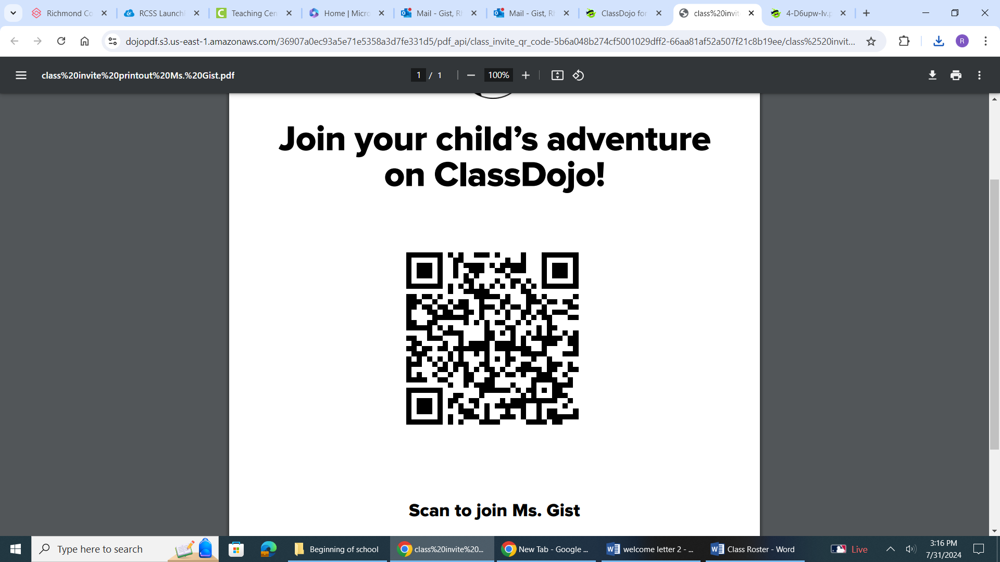 Richmond Co
RCSS Launch
Teaching Cen
Home | Micro
Mail - Gist, Rh
Mail - Gist, Rh
ClassDojo for
class%20invit
4-D6upw-lv.p
dojopdf.s3.us-east-1.amazonaws.com/36907a0ec93a5e71e5358a3d7fe331d5/pdf_api/class_invite_qr_code-5b6a048b274cf5001029dff2-66aa81af52a507f21c8b19ee/class%2520invit...
R
class%20invite%20printout%20Ms.%20Gist.pdf
1 / 1
100%
Join your child’s adventure
on ClassDojo!
Scan to join Ms. Gist
Type here to search
Beginning of school
class%20invite%20...
New Tab - Google ...
welcome letter 2 - ...
Class Roster - Word
Live
3:16 PM
7/31/2024